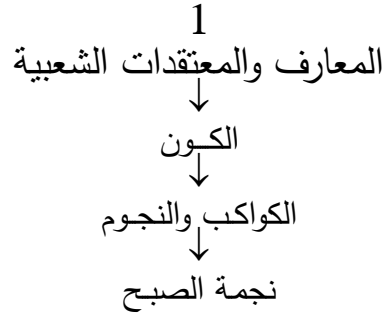 1
المعارف والمعتقدات الشعبية
↓
الكون
↓
الكواكب والنجوم
↓
نجمة الصبح